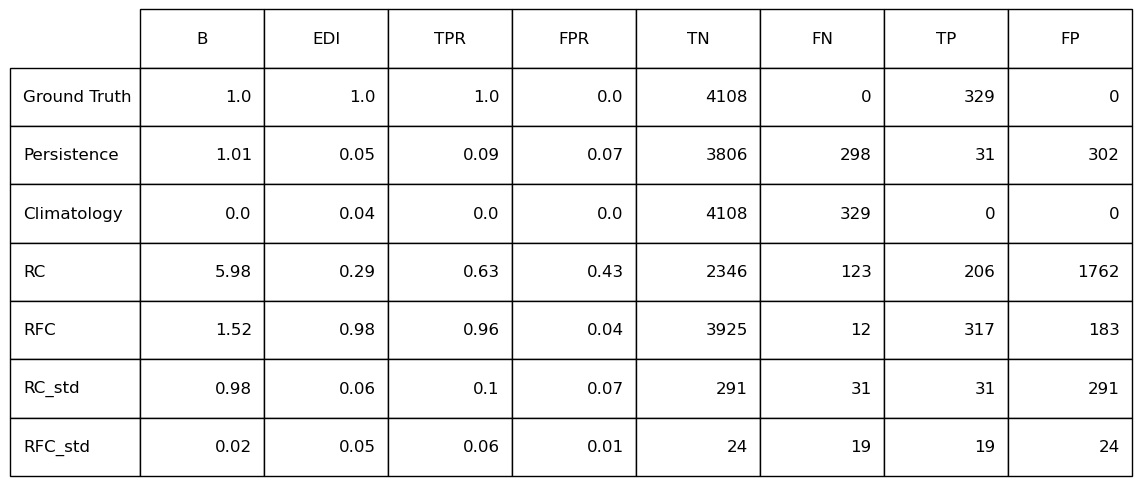 B EDI TPR FPR TN FN TP FP
Ground Truth 1.0 1.0 1.0 0.0 4108 0 329 0
Persistence 1.01 0.05 0.09 0.07 3806 298 31 302
Climatology 0.0 0.04 0.0 0.0 4108 329 0 0
RC 5.98 0.29 0.63 0.43 2346 123 206 1762
RFC 1.52 0.98 0.96 0.04 3925 12 317 183
RC_std 0.98 0.06 0.1 0.07 291 31 31 291
RFC_std 0.02 0.05 0.06 0.01 24 19 19 24